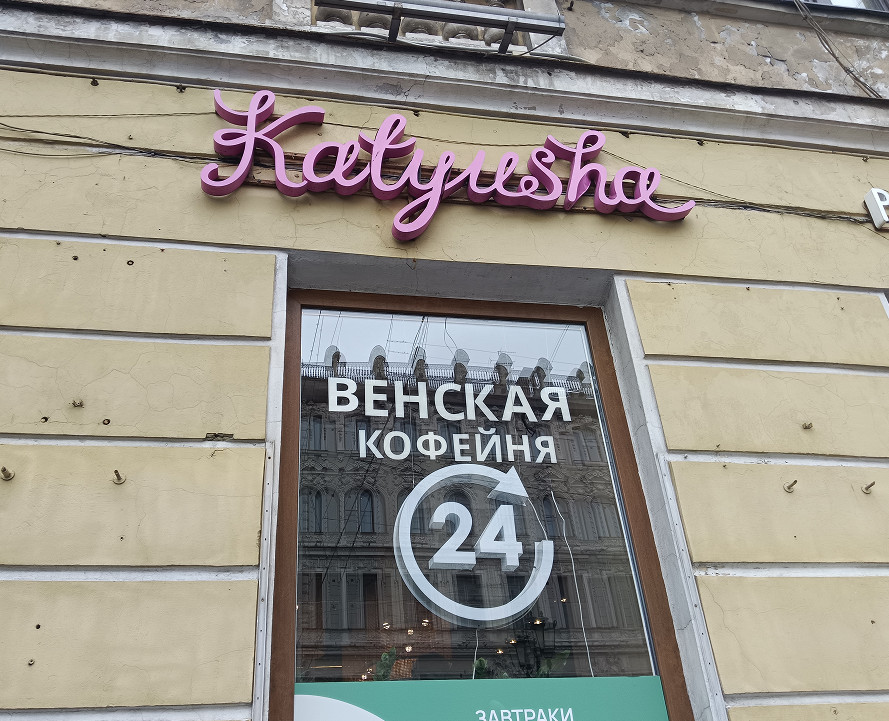 Katyusha
ВЕНСКАЯ
КОФЕЙНЯ
24
ЗАВТРАКИ